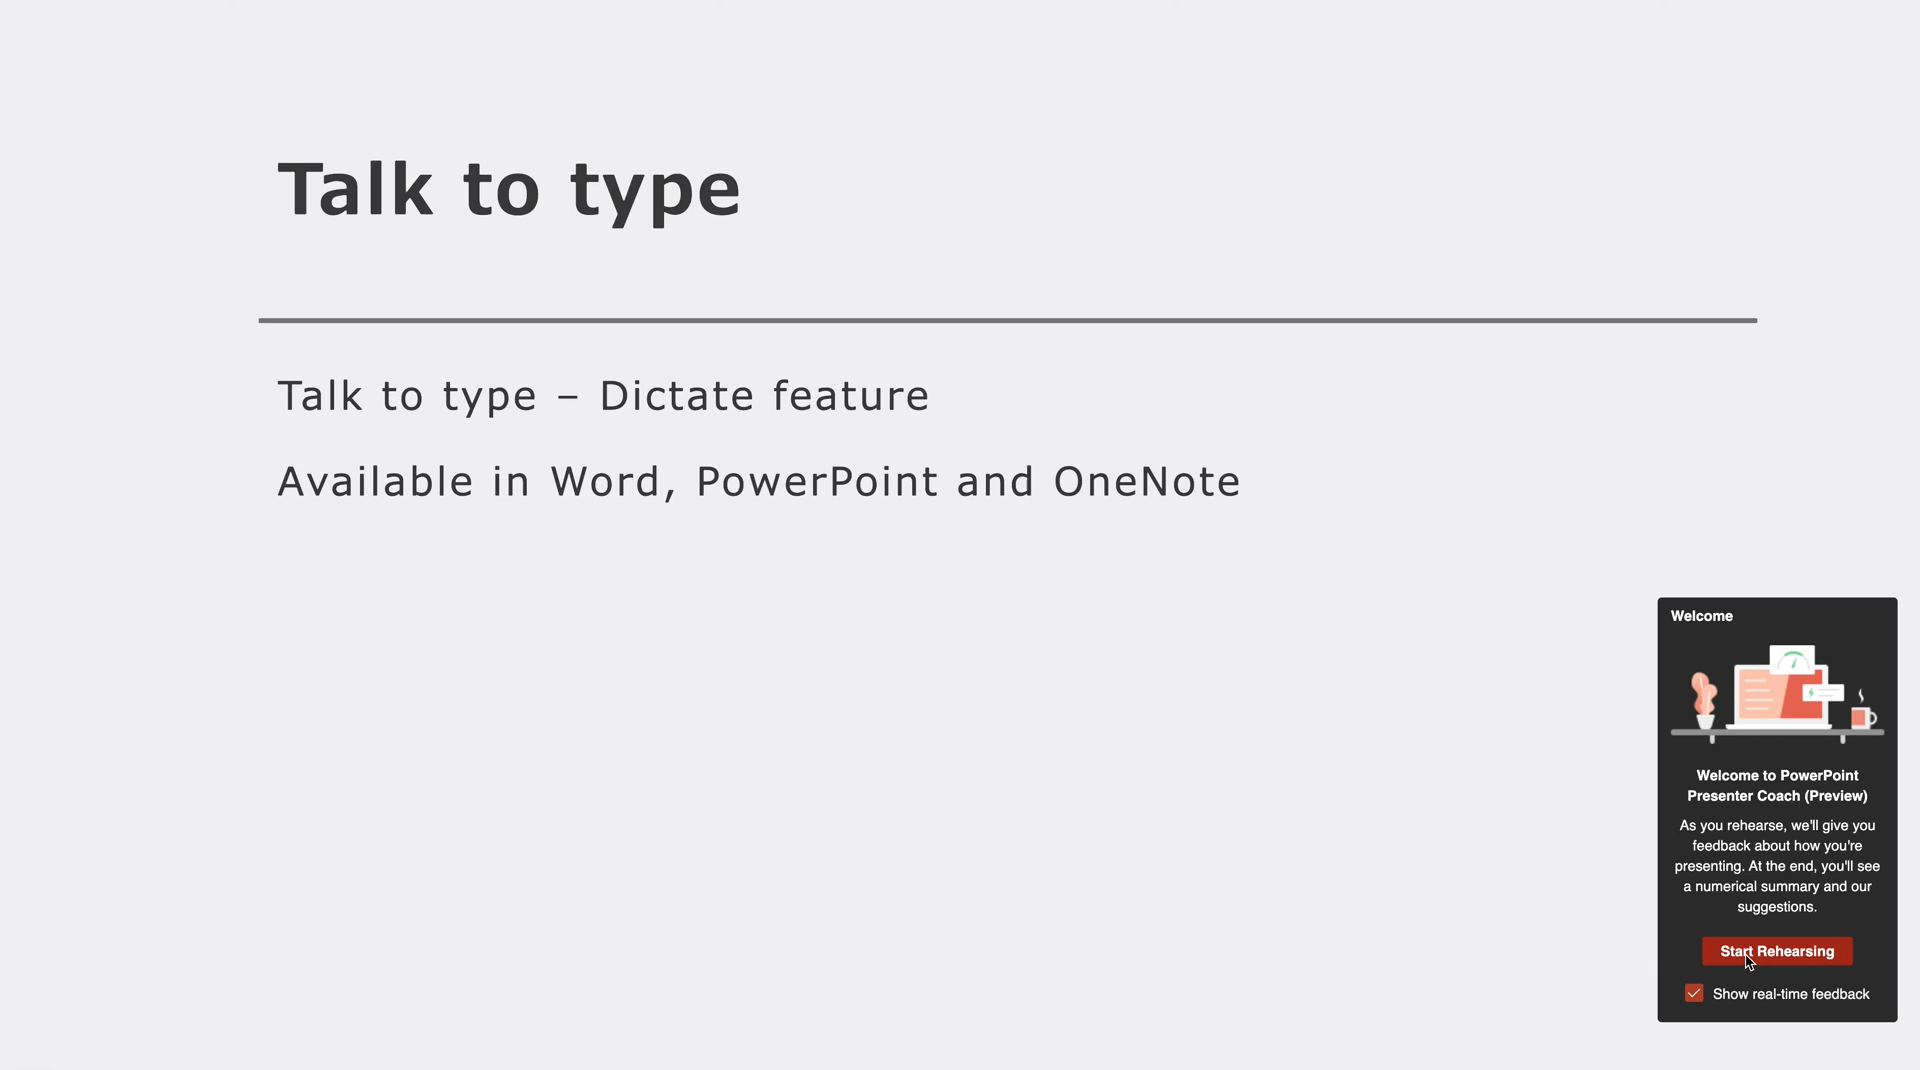 Talk to type
Talk to type – Dictate feature
Available in Word, PowerPoint and OneNote
Welcome
Welcome to PowerPoint
Presenter Coach (Preview)
As you rehearse, we'll give you
feedback about how you're
presenting. At the end, you'll see
a numerical summary and our
suggestions.
Start Rehearsing
Show real-time feedback